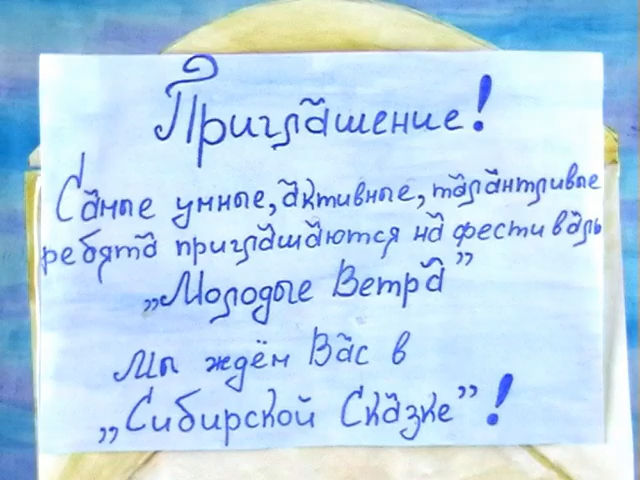 Приглашение!
Самые умные, активные, талантливые
ребята приглашаются на фестиваль
„Молодые Ветра”
Мы ждём Вас в
„Сибирской Сказке”!